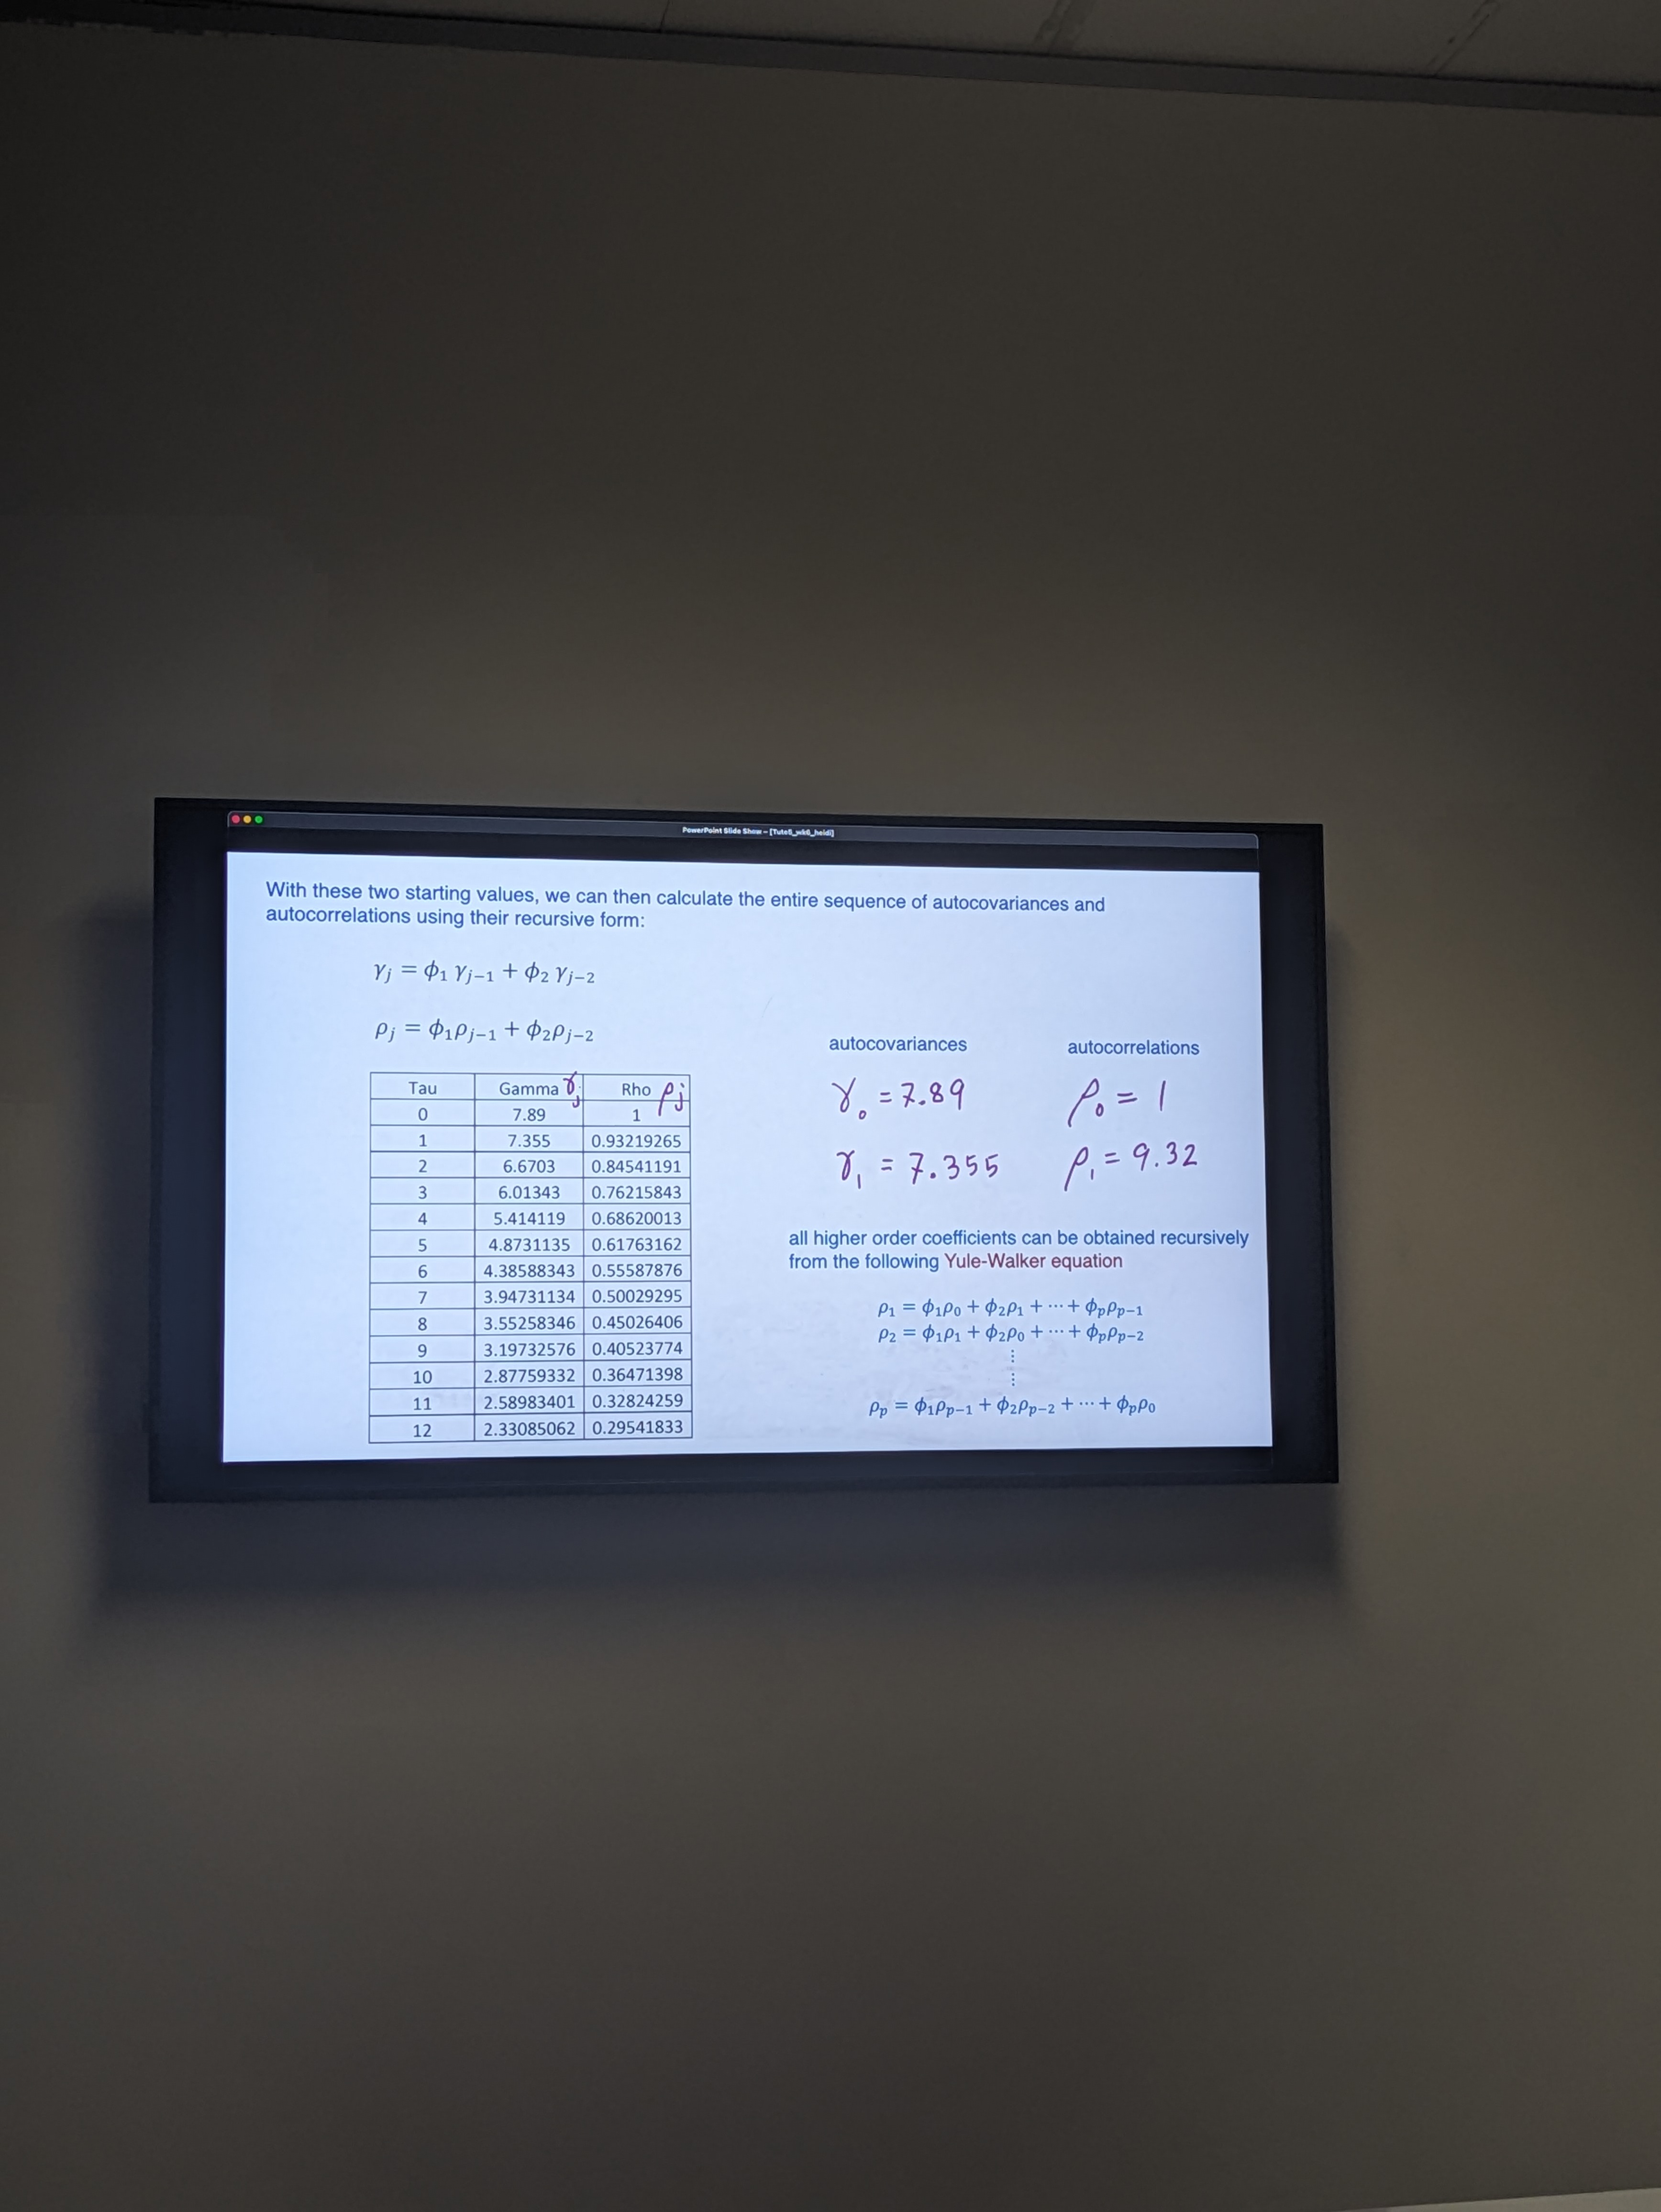 PowerPoint Slide Show – [Tute5_wk6_heidi]
With these two starting values, we can then calculate the entire sequence of autocovariances and
autocorrelations using their recursive form:
γj = ϕ1 γj−1 + ϕ2 γj−2
ρj = ϕ1ρj−1 + ϕ2ρj−2
Tau Gamma γj Rho ρj
0 7.89 1
1 7.355 0.93219265
2 6.6703 0.84541191
3 6.01343 0.76215843
4 5.414119 0.68620013
5 4.8731135 0.61763162
6 4.38588343 0.55587876
7 3.94731134 0.50029295
8 3.55258346 0.45026406
9 3.19732576 0.40523774
10 2.87759332 0.36471398
11 2.58983401 0.32824259
12 2.33085062 0.29541833
autocovariances autocorrelations
γ0 = 7.89 ρ0 = 1
γ1 = 7.355 ρ1 = 9.32
all higher order coefficients can be obtained recursively
from the following Yule-Walker equation
ρ1 = ϕ1ρ0 + ϕ2ρ1 + ⋯ + ϕpρp−1
ρ2 = ϕ1ρ1 + ϕ2ρ0 + ⋯ + ϕpρp−2
⋮
⋮
ρp = ϕ1ρp−1 + ϕ2ρp−2 + ⋯ + ϕpρ0